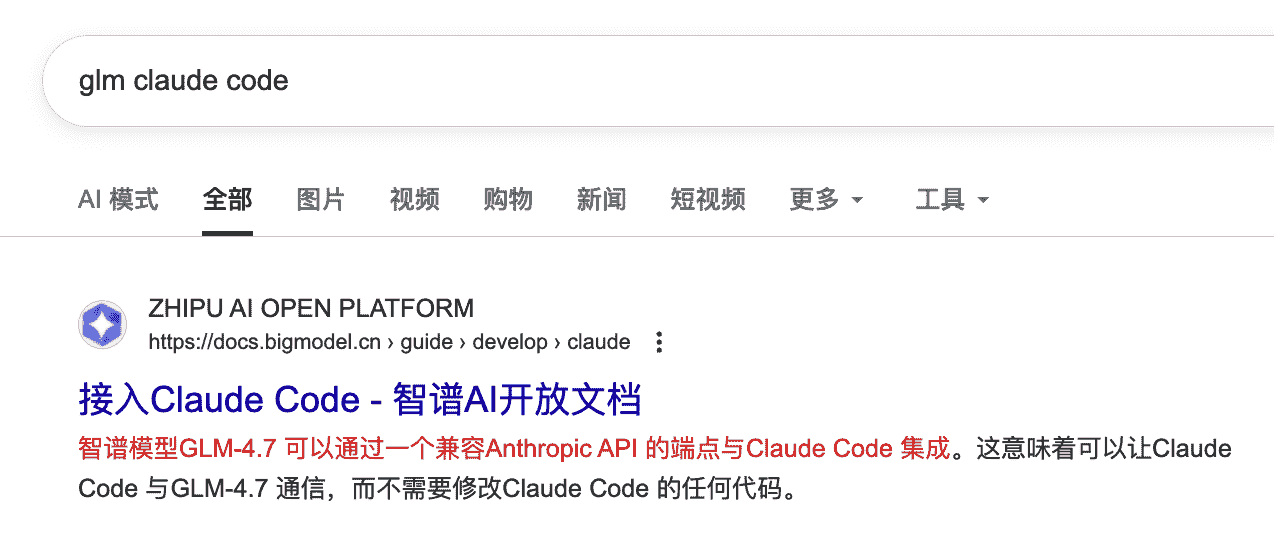 glm claude code
AI 模式 全部 图片 视频 购物 新闻 短视频 更多 工具
ZHIPU AI OPEN PLATFORM
https://docs.bigmodel.cn › guide › develop › claude
接入Claude Code - 智谱AI开放文档
智谱模型GLM-4.7 可以通过一个兼容Anthropic API 的端点与Claude Code 集成。这意味着可以让Claude
Code 与GLM-4.7 通信，而不需要修改Claude Code 的任何代码。